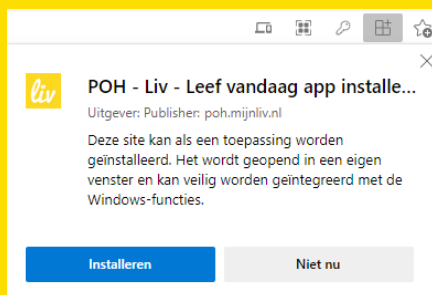 liv
POH - Liv - Leef vandaag app installe...
Uitgever: Publisher: poh.mijnliv.nl
Deze site kan als een toepassing worden
geïnstalleerd. Het wordt geopend in een eigen
venster en kan veilig worden geïntegreerd met de
Windows-functies.
Installeren
Niet nu